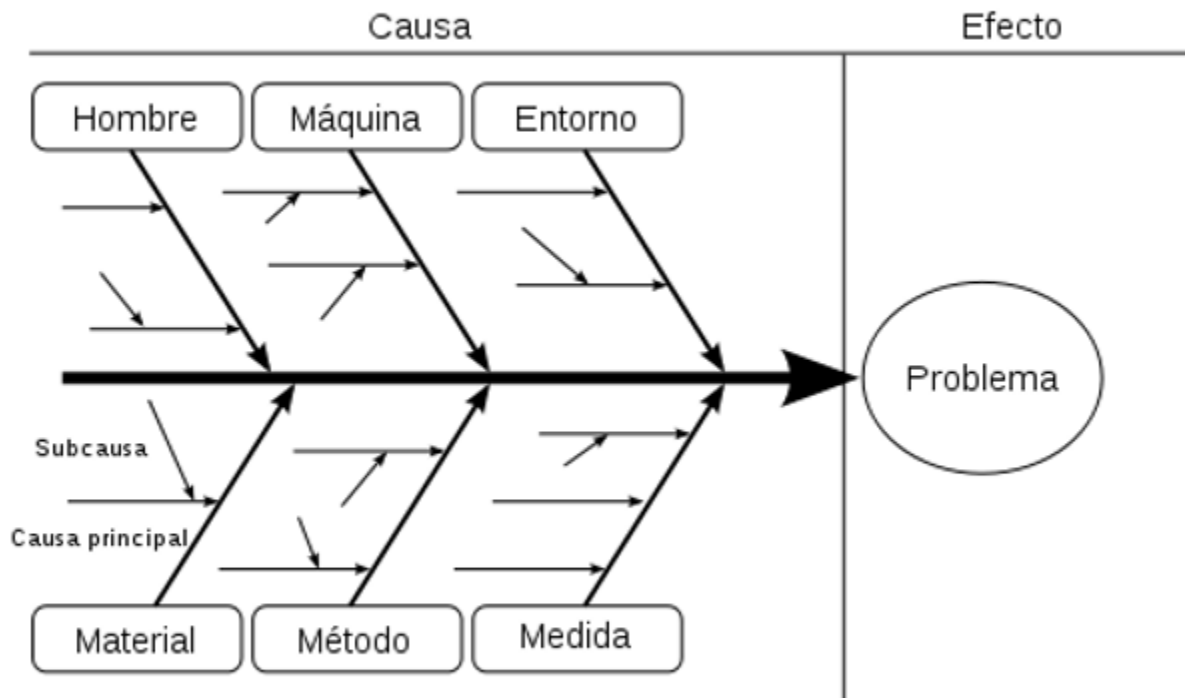 Causa
Efecto
Hombre
Máquina
Entorno
Problema
Subcausa
Causa principal
Material
Método
Medida